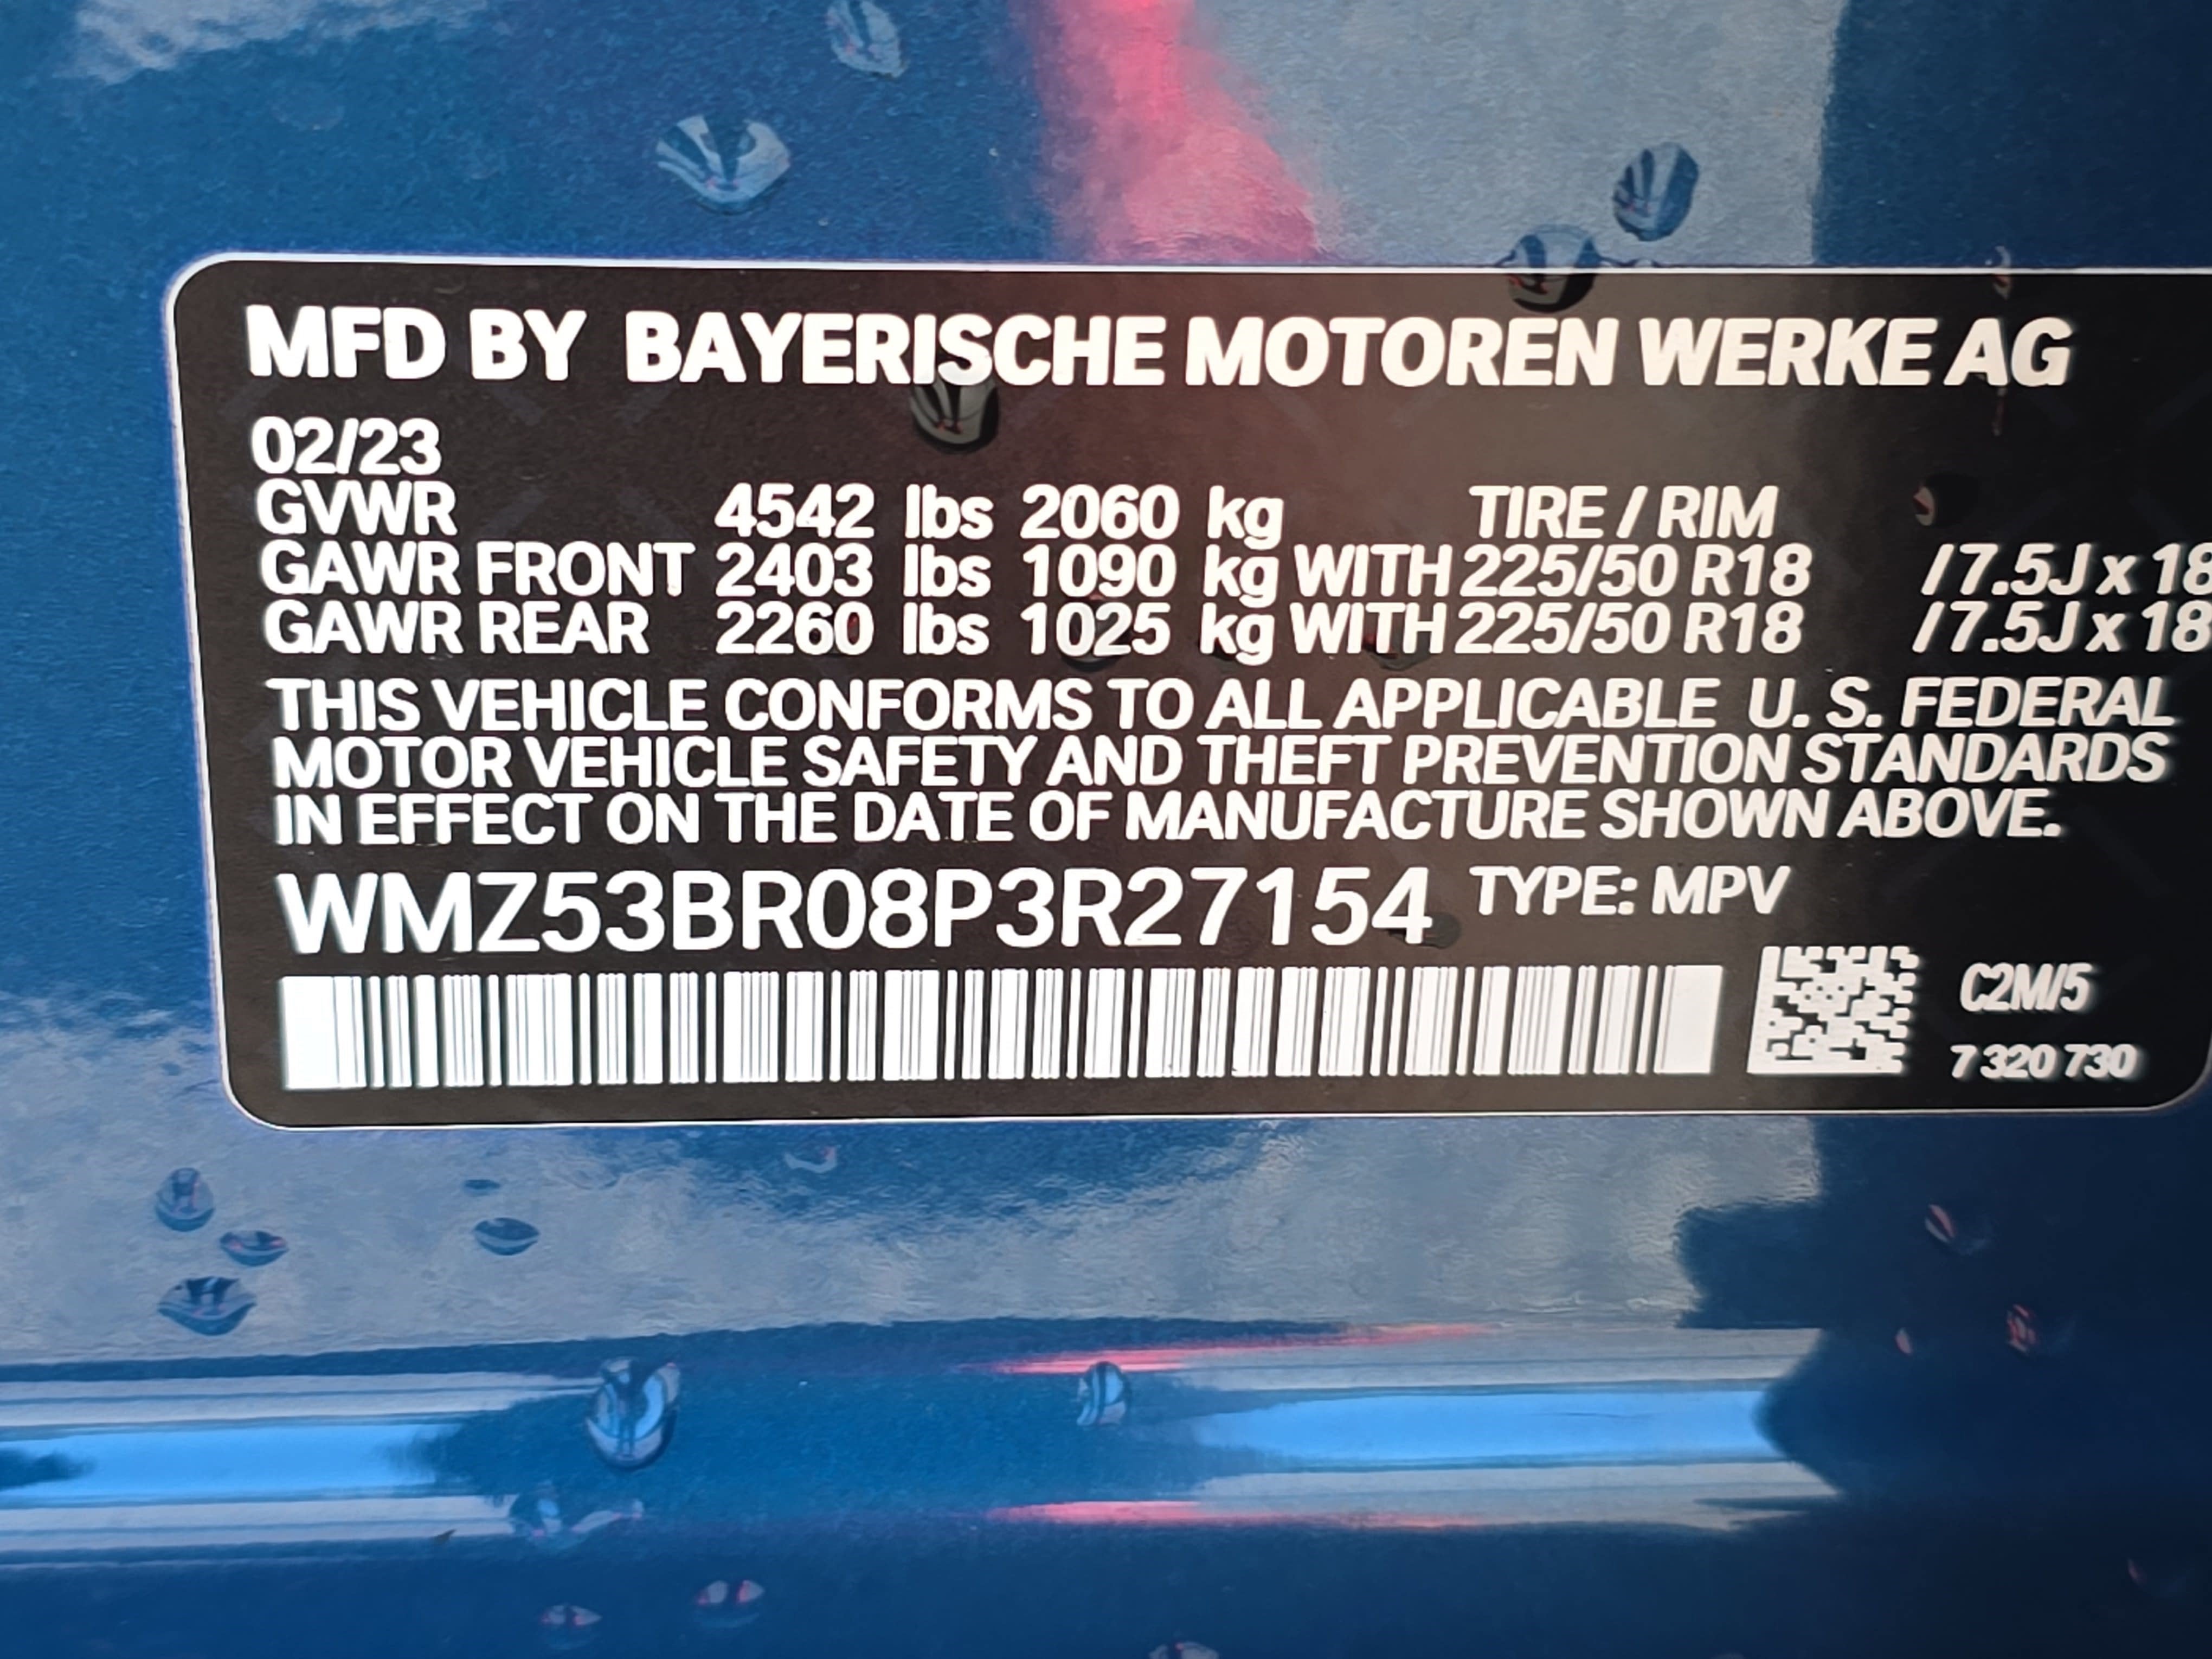 MFD BY BAYERISCHE MOTOREN WERKE AG
02/23
GVWR 4542 lbs 2060 kg TIRE / RIM
GAWR FRONT 2403 lbs 1090 kg WITH 225/50 R18 / 7.5J x 18
GAWR REAR 2260 lbs 1025 kg WITH 225/50 R18 / 7.5J x 18
THIS VEHICLE CONFORMS TO ALL APPLICABLE U. S. FEDERAL
MOTOR VEHICLE SAFETY AND THEFT PREVENTION STANDARDS
IN EFFECT ON THE DATE OF MANUFACTURE SHOWN ABOVE.
WMZ53BR08P3R27154 TYPE: MPV
C2M/5
7 320 730